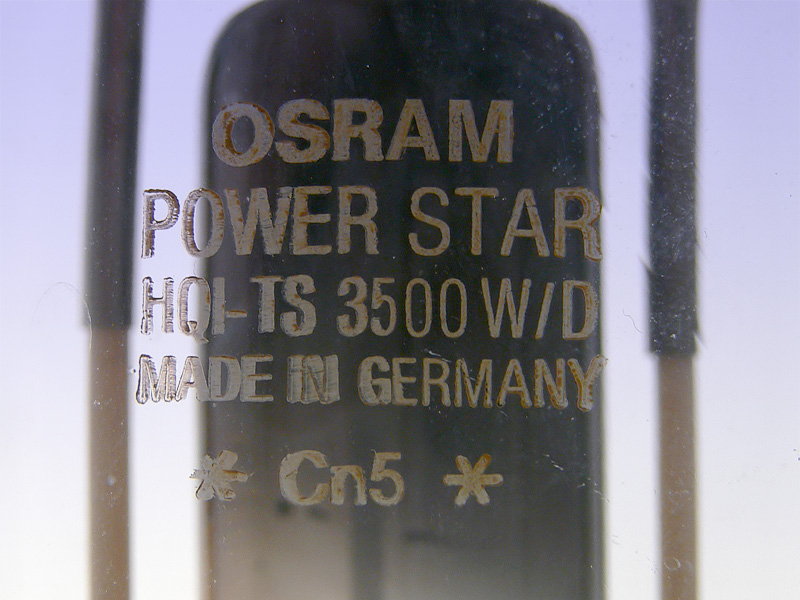 OSRAM
POWER STAR
HQI-TS 3500 W/D
MADE IN GERMANY
* Cn5 *